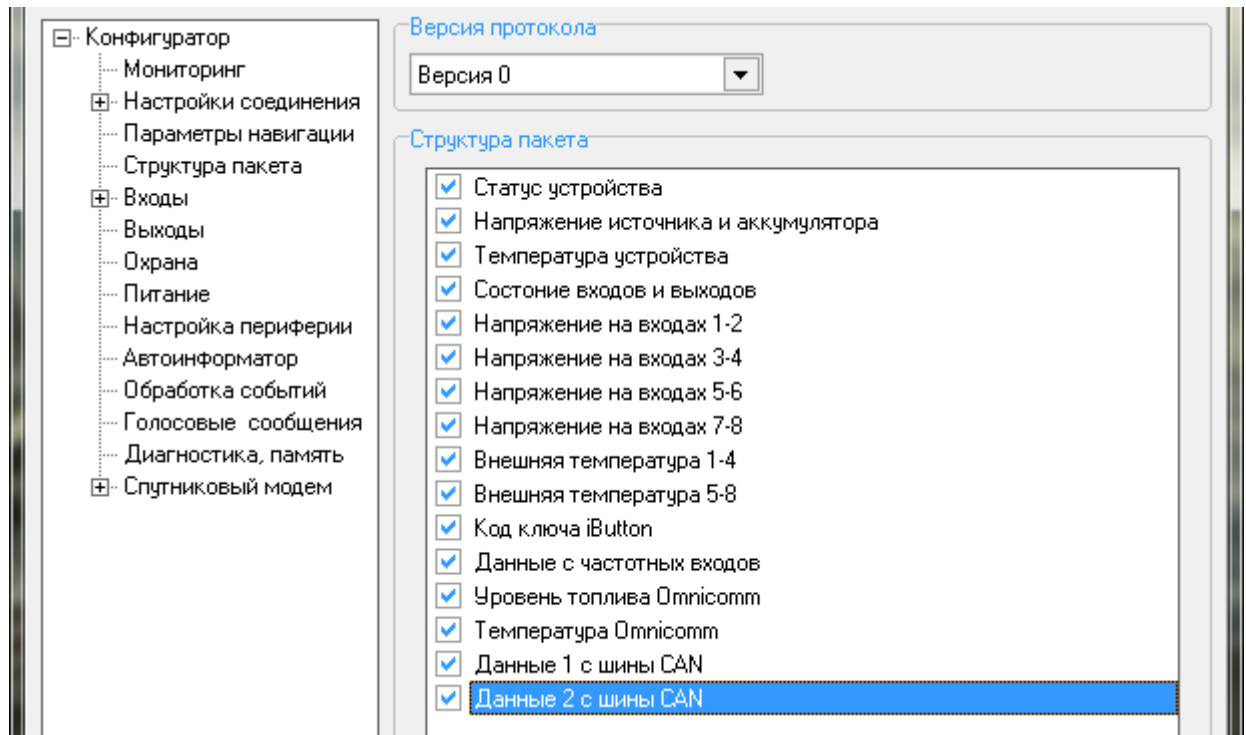 Конфигуратор
Мониторинг
Настройки соединения
Параметры навигации
Структура пакета
Входы
Выходы
Охрана
Питание
Настройка периферии
Автоинформатор
Обработка событий
Голосовые  сообщения
Диагностика, память
Спутниковый модем
Версия протокола
Версия 0
Структура пакета
Статус устройства
Напряжение источника и аккумулятора
Температура устройства
Состоние входов и выходов
Напряжение на входах 1-2
Напряжение на входах 3-4
Напряжение на входах 5-6
Напряжение на входах 7-8
Внешняя температура 1-4
Внешняя температура 5-8
Код ключа iButton
Данные с частотных входов
Уровень топлива Omnicomm
Температура Omnicomm
Данные 1 с шины CAN
Данные 2 с шины CAN